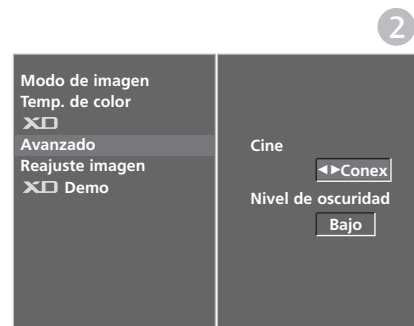 2
Modo de imagen
Temp. de color
XD
Avanzado
Reajuste imagen
XD Demo
Cine
◄►Conex
Nivel de oscuridad
Bajo